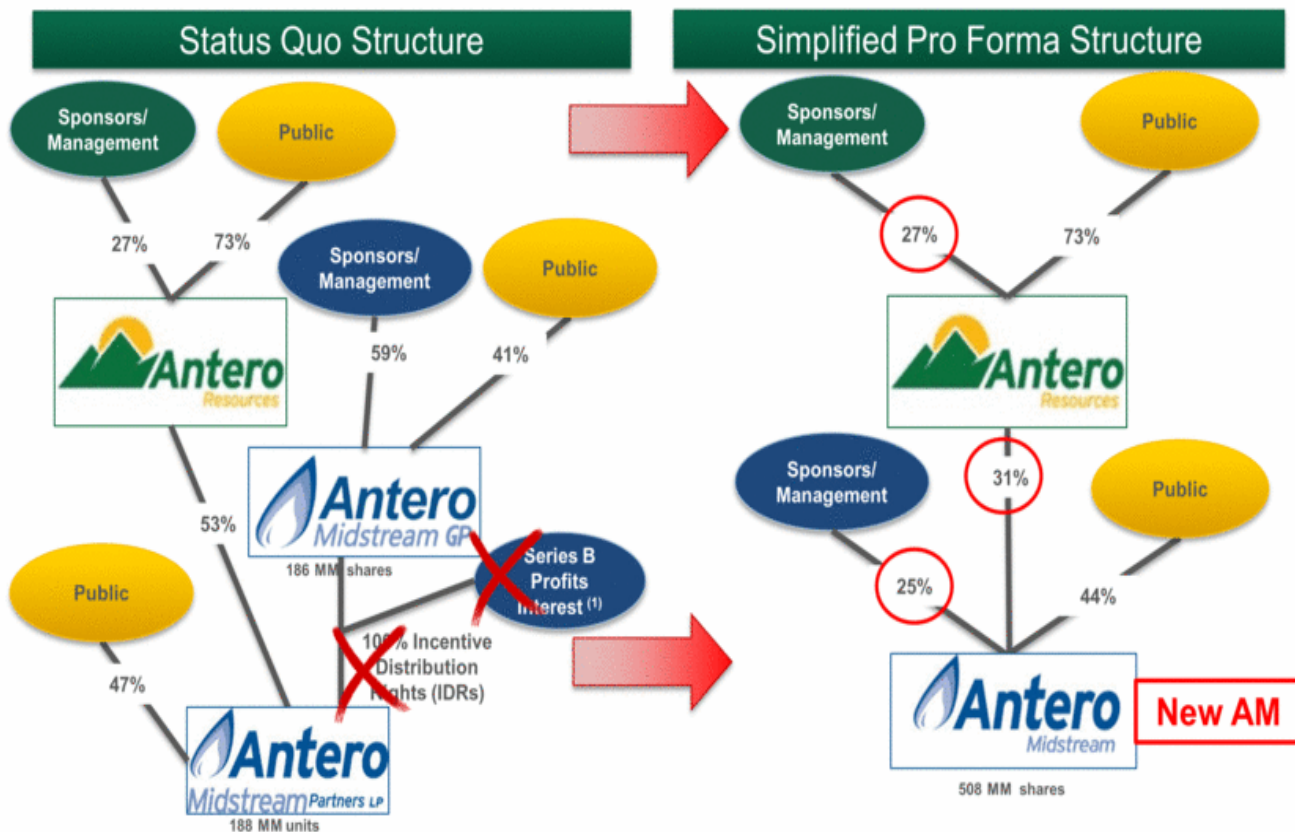 Status Quo Structure
Simplified Pro Forma Structure
Sponsors/
Management
Public
27%
73%
Antero
Resources
Sponsors/
Management
Public
59%
41%
Antero
Midstream GP
186 MM shares
Series B
Profits
Interest (1)
53%
Public
47%
100% Incentive
Distribution
Rights (IDRs)
Antero
Midstream Partners LP
188 MM units
Sponsors/
Management
Public
27%
73%
Antero
Resources
31%
Sponsors/
Management
Public
25%
44%
Antero
Midstream
New AM
508 MM shares